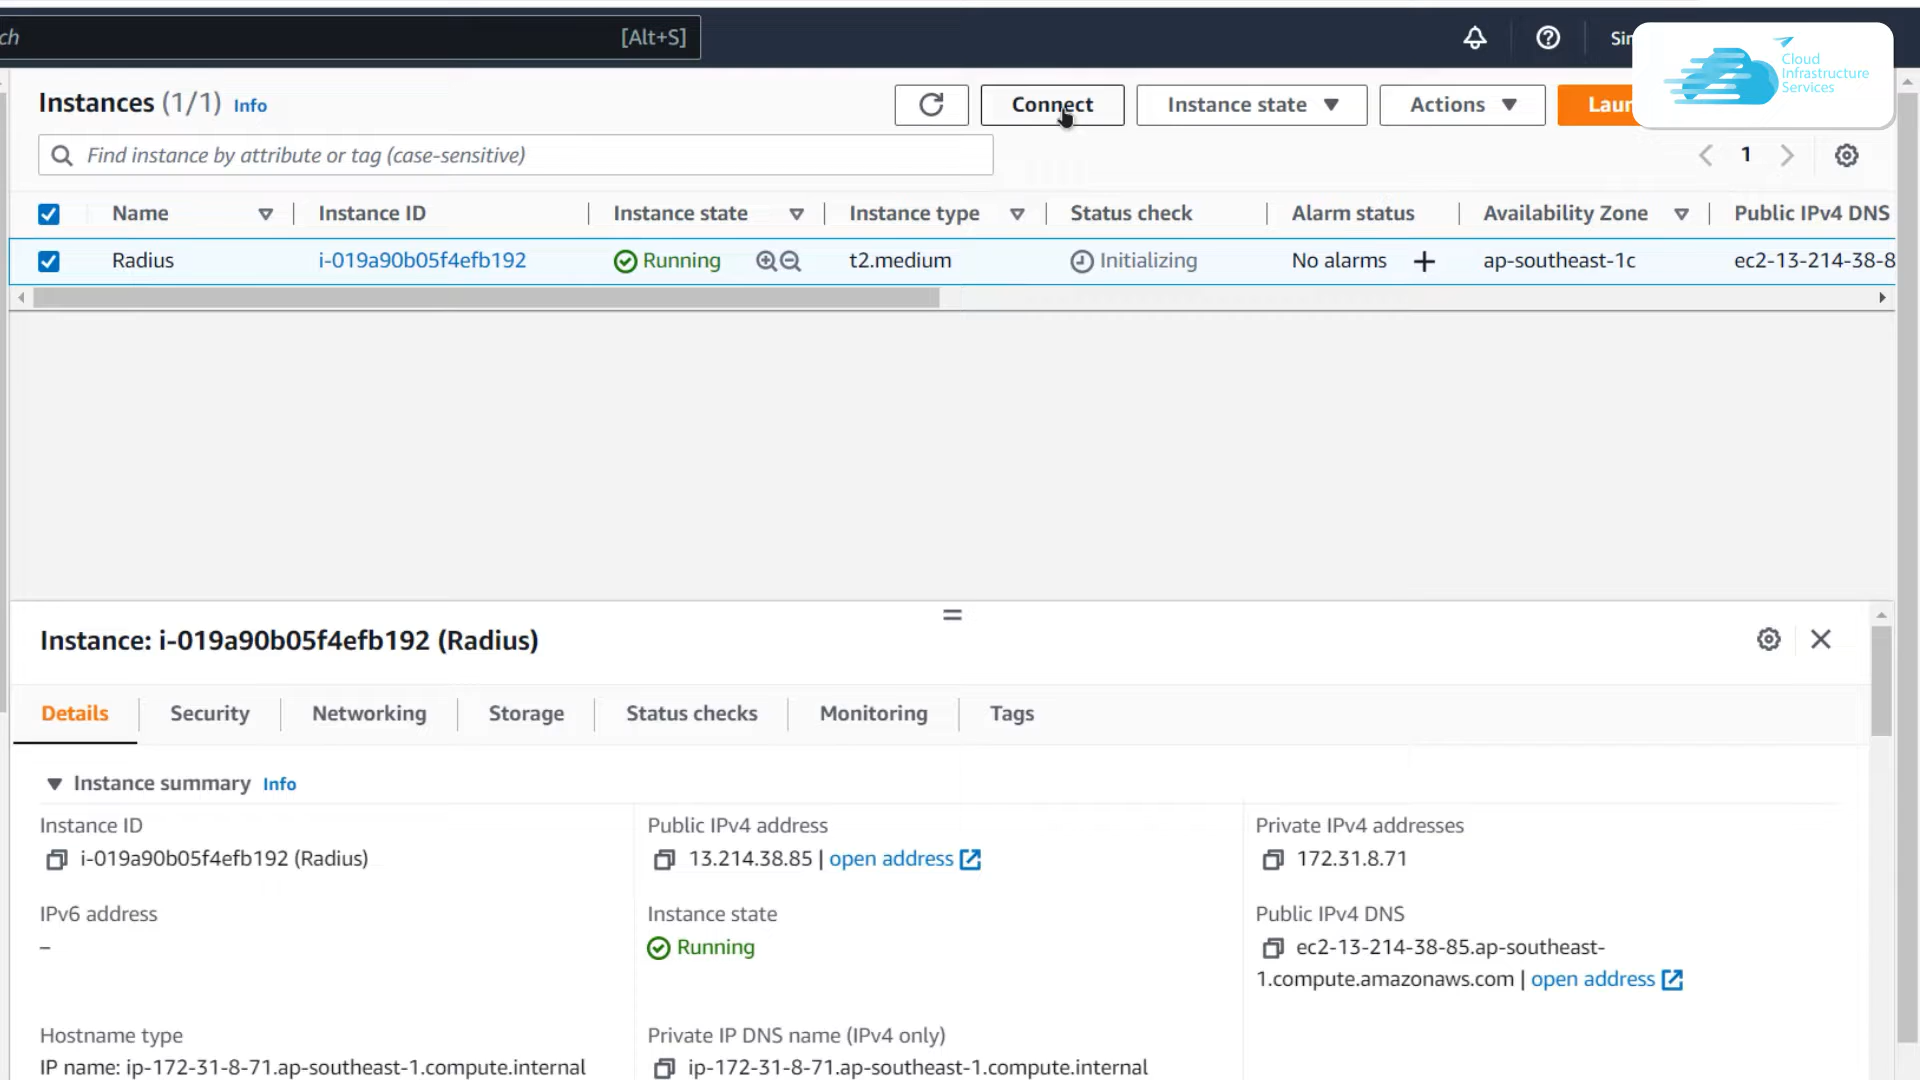 ch [Alt+S]
Cloud
Infrastructure
Services
Instances (1/1) Info Connect Instance state Actions
Find instance by attribute or tag (case-sensitive) 1
Name Instance ID Instance state Instance type Status check Alarm status Availability Zone Public IPv4 DNS
Radius i-019a90b05f4efb192 Running t2.medium Initializing No alarms + ap-southeast-1c ec2-13-214-38-8
Instance: i-019a90b05f4efb192 (Radius)
Details Security Networking Storage Status checks Monitoring Tags
Instance summary Info
Instance ID Public IPv4 address Private IPv4 addresses
i-019a90b05f4efb192 (Radius) 13.214.38.85 | open address 172.31.8.71
IPv6 address Instance state Public IPv4 DNS
– Running ec2-13-214-38-85.ap-southeast-
1.compute.amazonaws.com | open address
Hostname type Private IP DNS name (IPv4 only)
IP name: ip-172-31-8-71.ap-southeast-1.compute.internal ip-172-31-8-71.ap-southeast-1.compute.internal